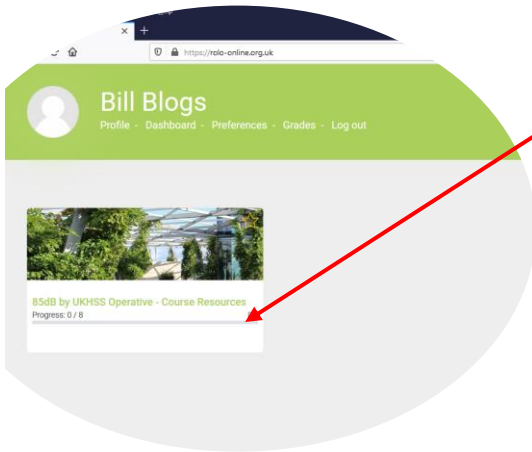 https://rolo-online.org.uk
Bill Blogs
Profile - Dashboard - Preferences - Grades - Log out
85dB by UKHSS Operative - Course Resources
Progress: 0 / 8